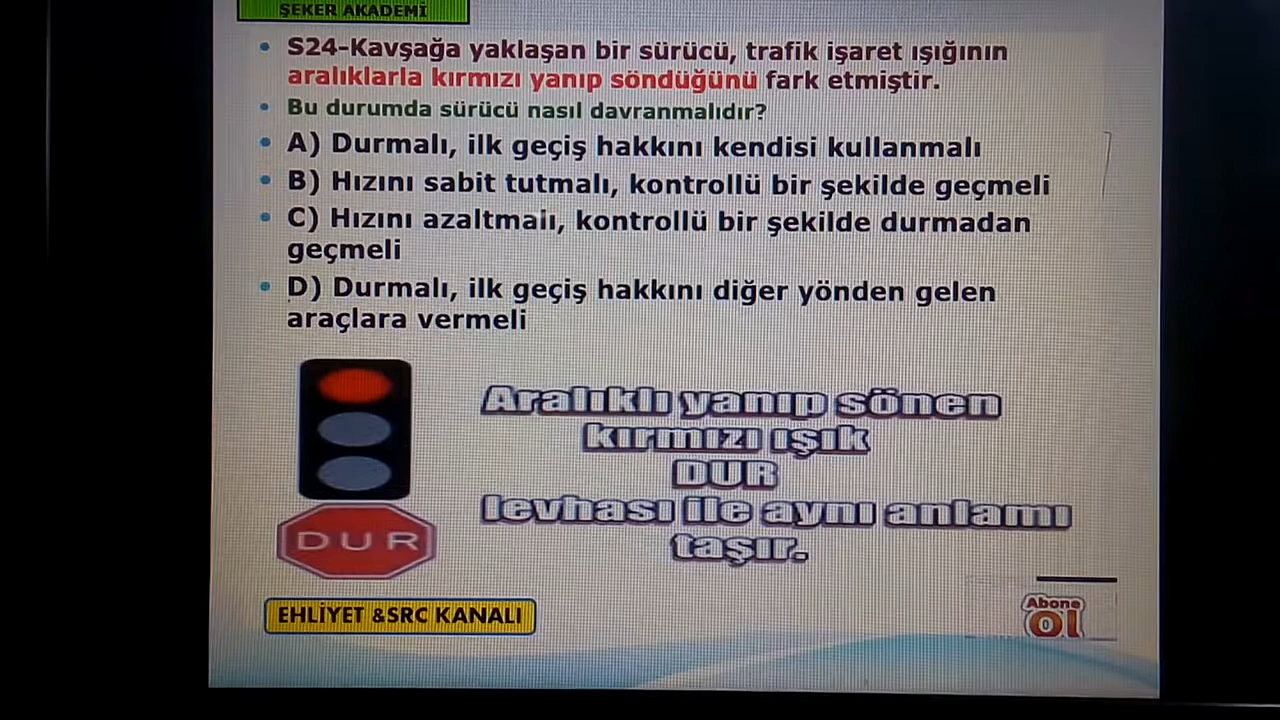 ŞEKER AKADEMİ
• S24-Kavşağa yaklaşan bir sürücü, trafik işaret ışığının
aralıklarla kırmızı yanıp söndüğünü fark etmiştir.
• Bu durumda sürücü nasıl davranmalıdır?
• A) Durmalı, ilk geçiş hakkını kendisi kullanmalı
• B) Hızını sabit tutmalı, kontrollü bir şekilde geçmeli
• C) Hızını azaltmalı, kontrollü bir şekilde durmadan
geçmeli
• D) Durmalı, ilk geçiş hakkını diğer yönden gelen
araçlara vermeli
Aralıklı yanıp sönen
kırmızı ışık
DUR
levhası ile aynı anlamı
taşır.
DUR
EHLİYET &SRC KANALI
Abone
Ol